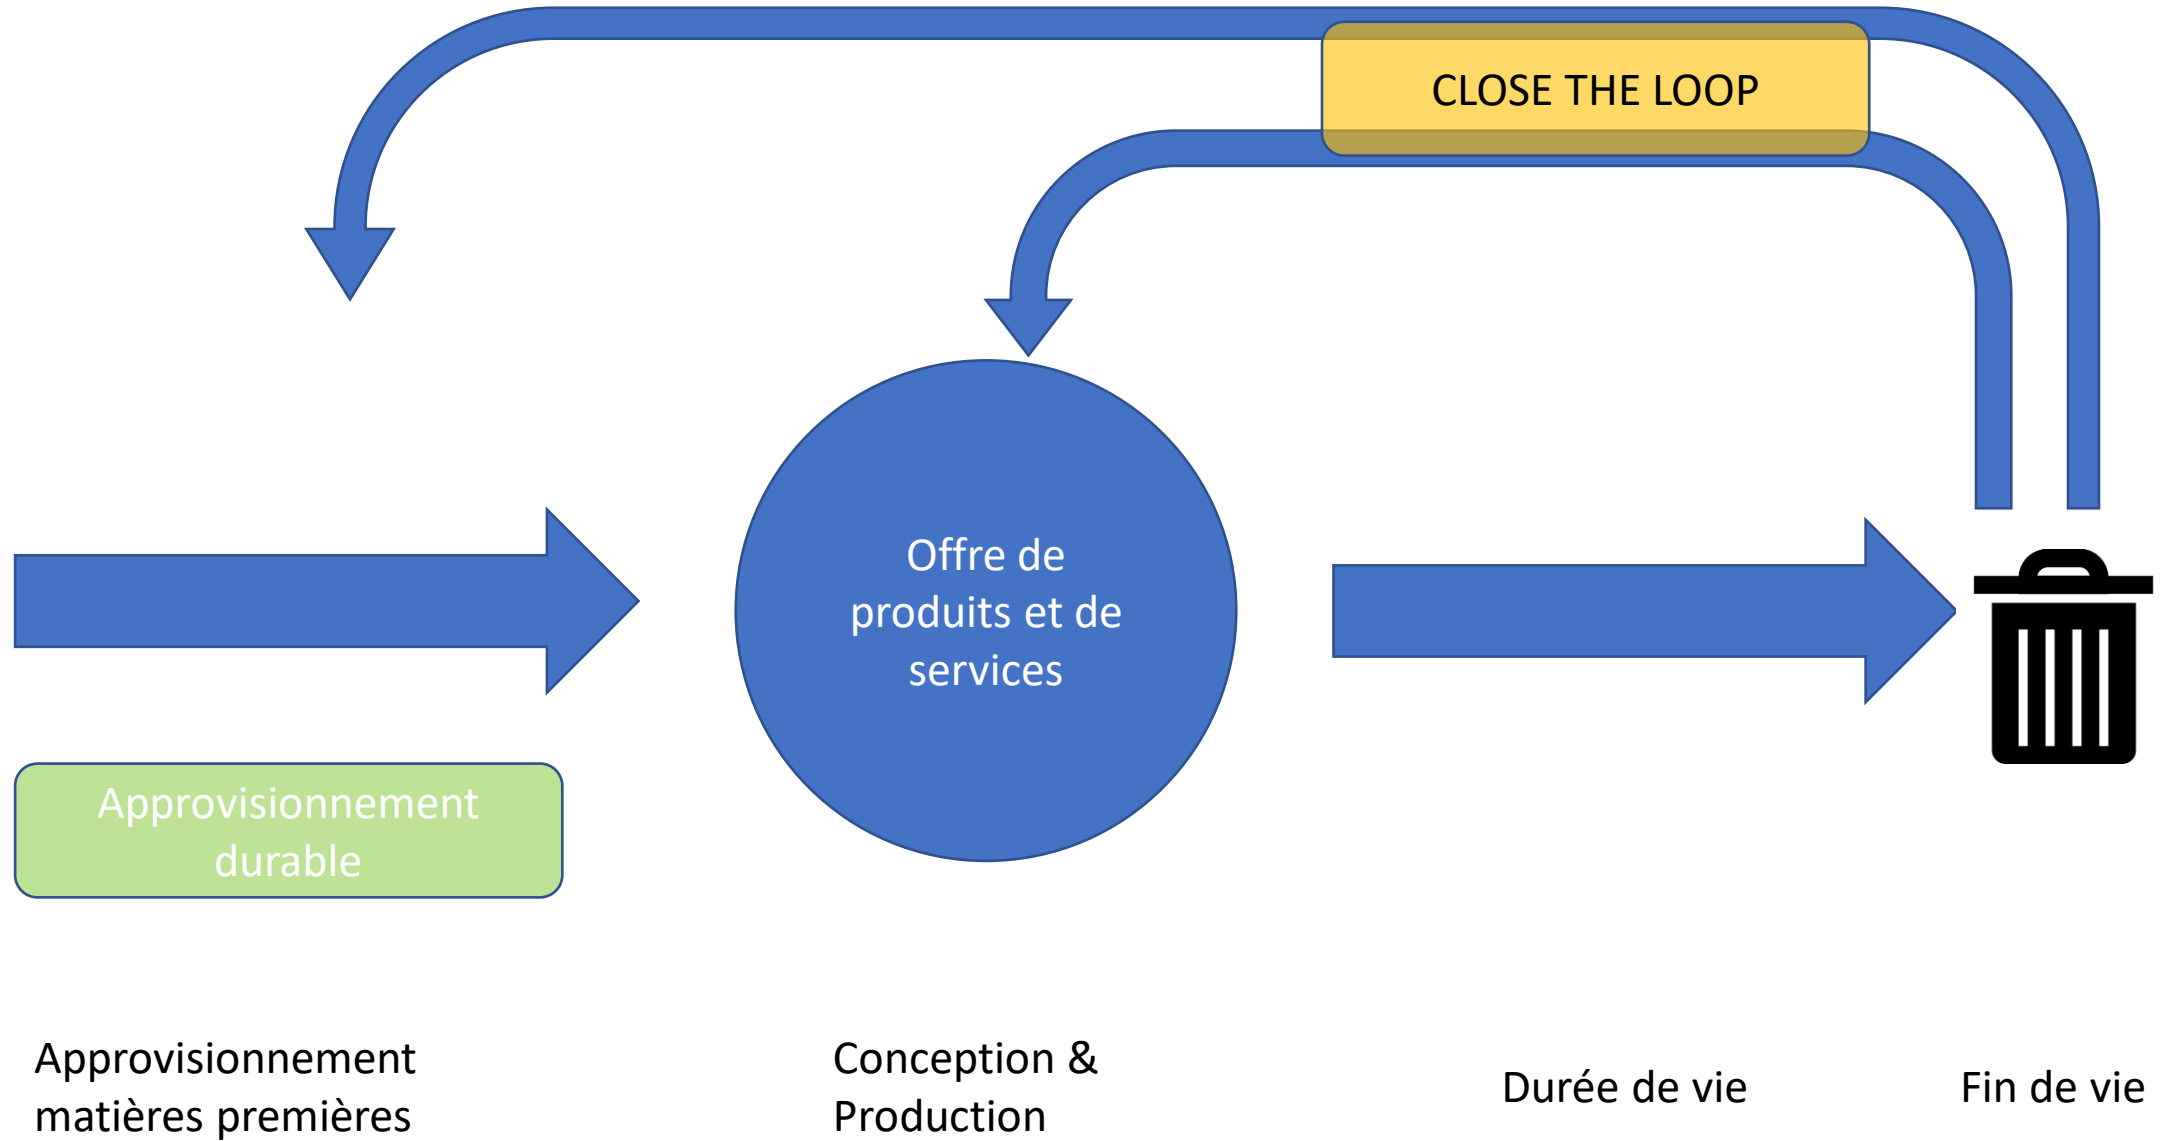 CLOSE THE LOOP
Offre de
produits et de
services
Approvisionnement
durable
Approvisionnement
matières premières
Conception &
Production
Durée de vie
Fin de vie